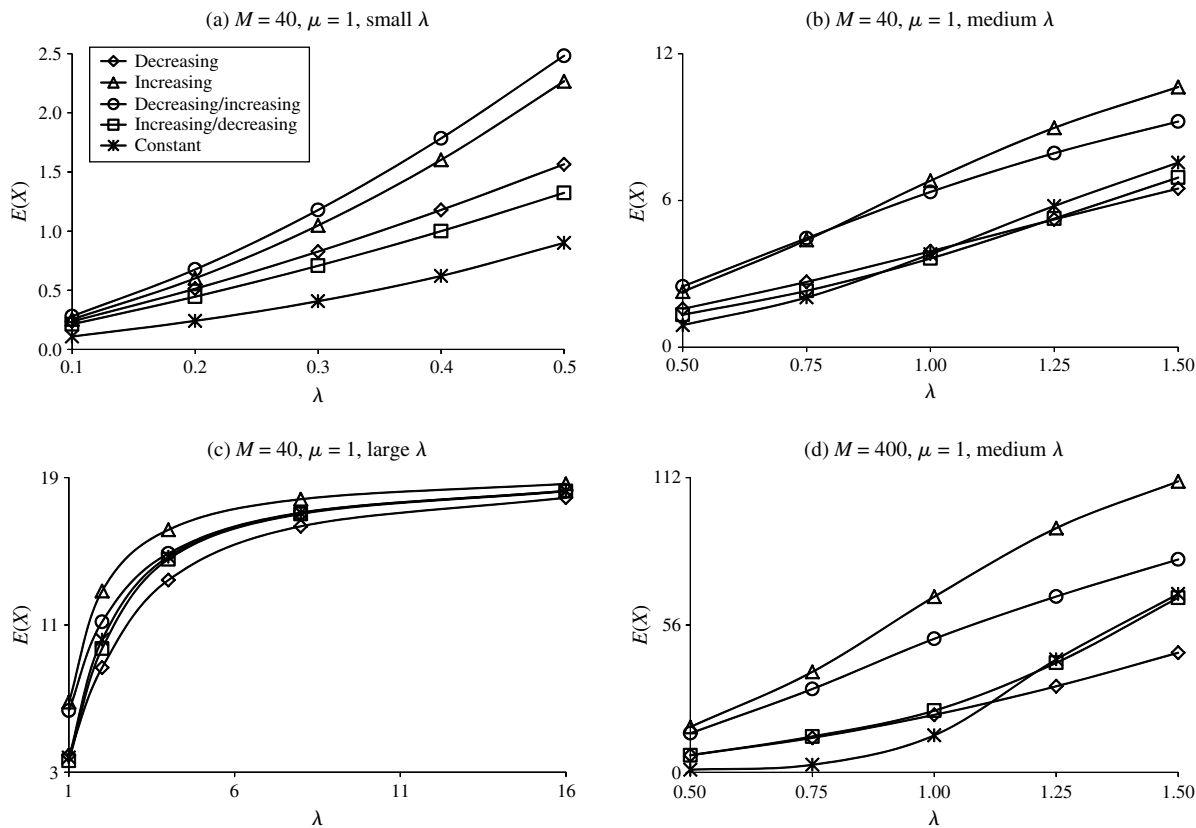 (a) M = 40, μ = 1, small λ
2.5
2.0
1.5
1.0
0.5
0.0
E(X)
Decreasing
Increasing
Decreasing/increasing
Increasing/decreasing
Constant
0.1 0.2 0.3 0.4 0.5
λ
(b) M = 40, μ = 1, medium λ
12
6
0
E(X)
0.50 0.75 1.00 1.25 1.50
λ
(c) M = 40, μ = 1, large λ
19
11
3
E(X)
1 6 11 16
λ
(d) M = 400, μ = 1, medium λ
112
56
0
E(X)
0.50 0.75 1.00 1.25 1.50
λ